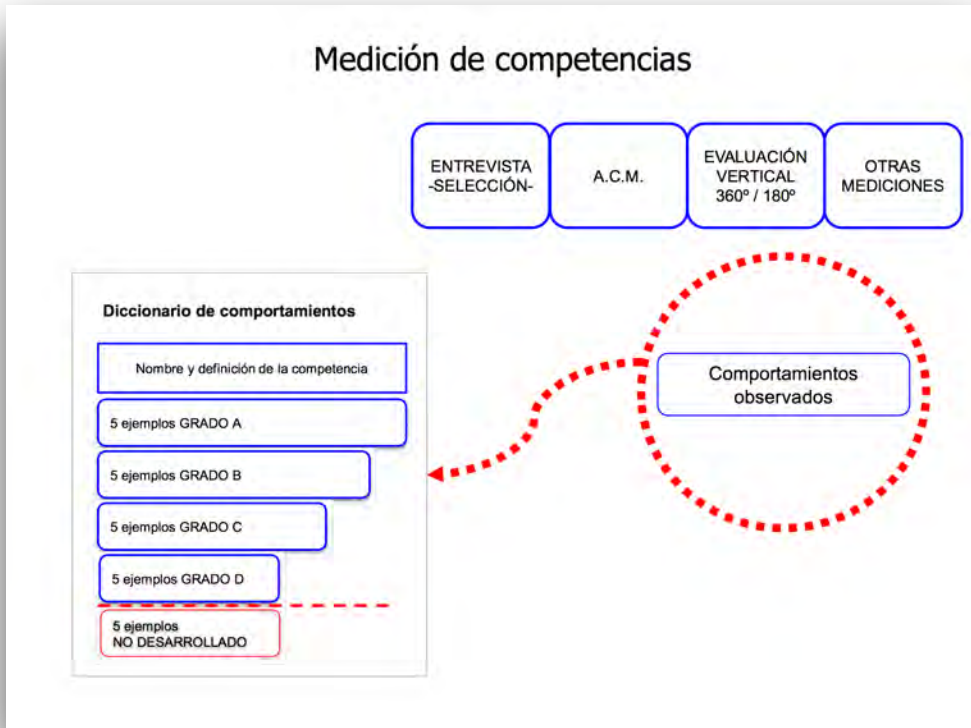 Medición de competencias
ENTREVISTA
-SELECCIÓN-
A.C.M.
EVALUACIÓN
VERTICAL
360º / 180º
OTRAS
MEDICIONES
Diccionario de comportamientos
Nombre y definición de la competencia
5 ejemplos GRADO A
5 ejemplos GRADO B
5 ejemplos GRADO C
5 ejemplos GRADO D
5 ejemplos
NO DESARROLLADO
Comportamientos
observados